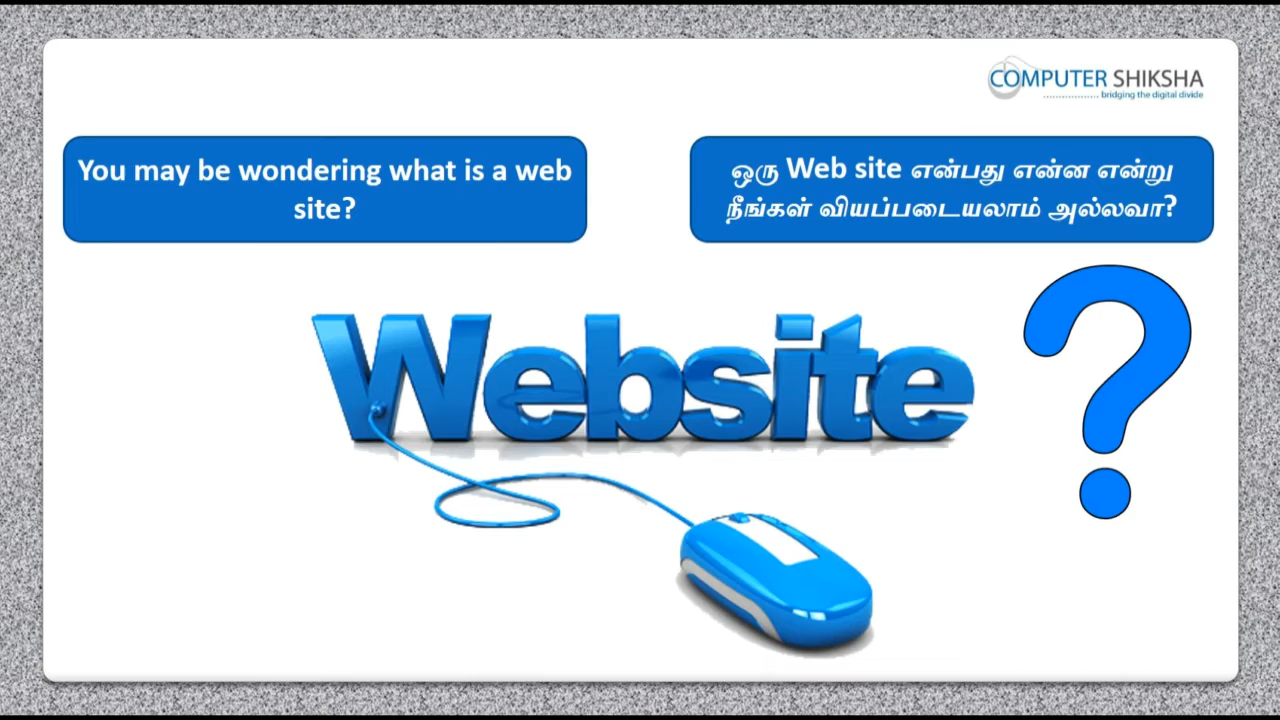 COMPUTER SHIKSHA
bridging the digital divide
You may be wondering what is a web
site?
ஒரு Web site என்பது என்ன என்று
நீங்கள் வியப்படையலாம் அல்லவா?
Website
?